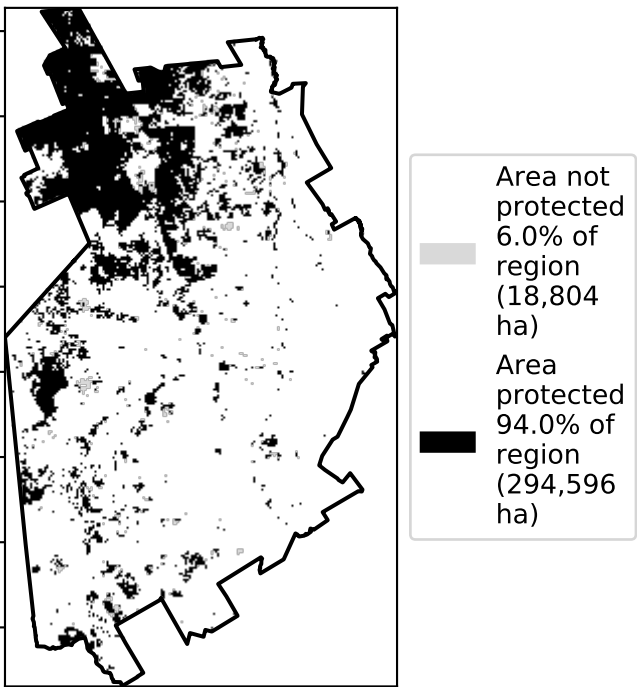 Area not
protected
6.0% of
region
(18,804
ha)
Area
protected
94.0% of
region
(294,596
ha)